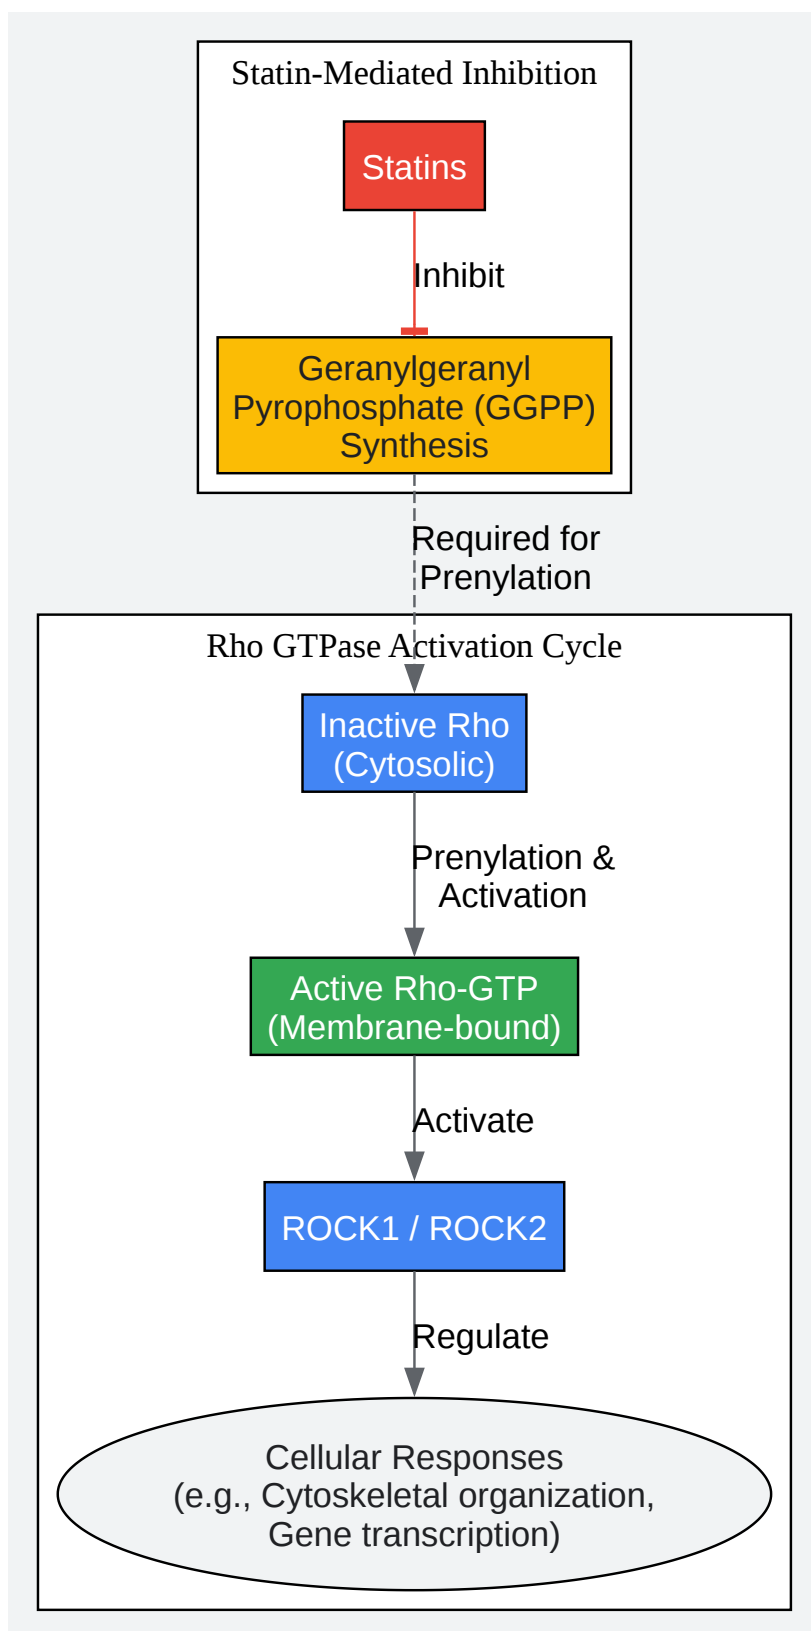 Statin-Mediated Inhibition
Statins
Inhibit
Geranylgeranyl
Pyrophosphate (GGPP)
Synthesis
Required for
Prenylation
Rho GTPase Activation Cycle
Inactive Rho
(Cytosolic)
Prenylation &
Activation
Active Rho-GTP
(Membrane-bound)
Activate
ROCK1 / ROCK2
Regulate
Cellular Responses
(e.g., Cytoskeletal organization,
Gene transcription)